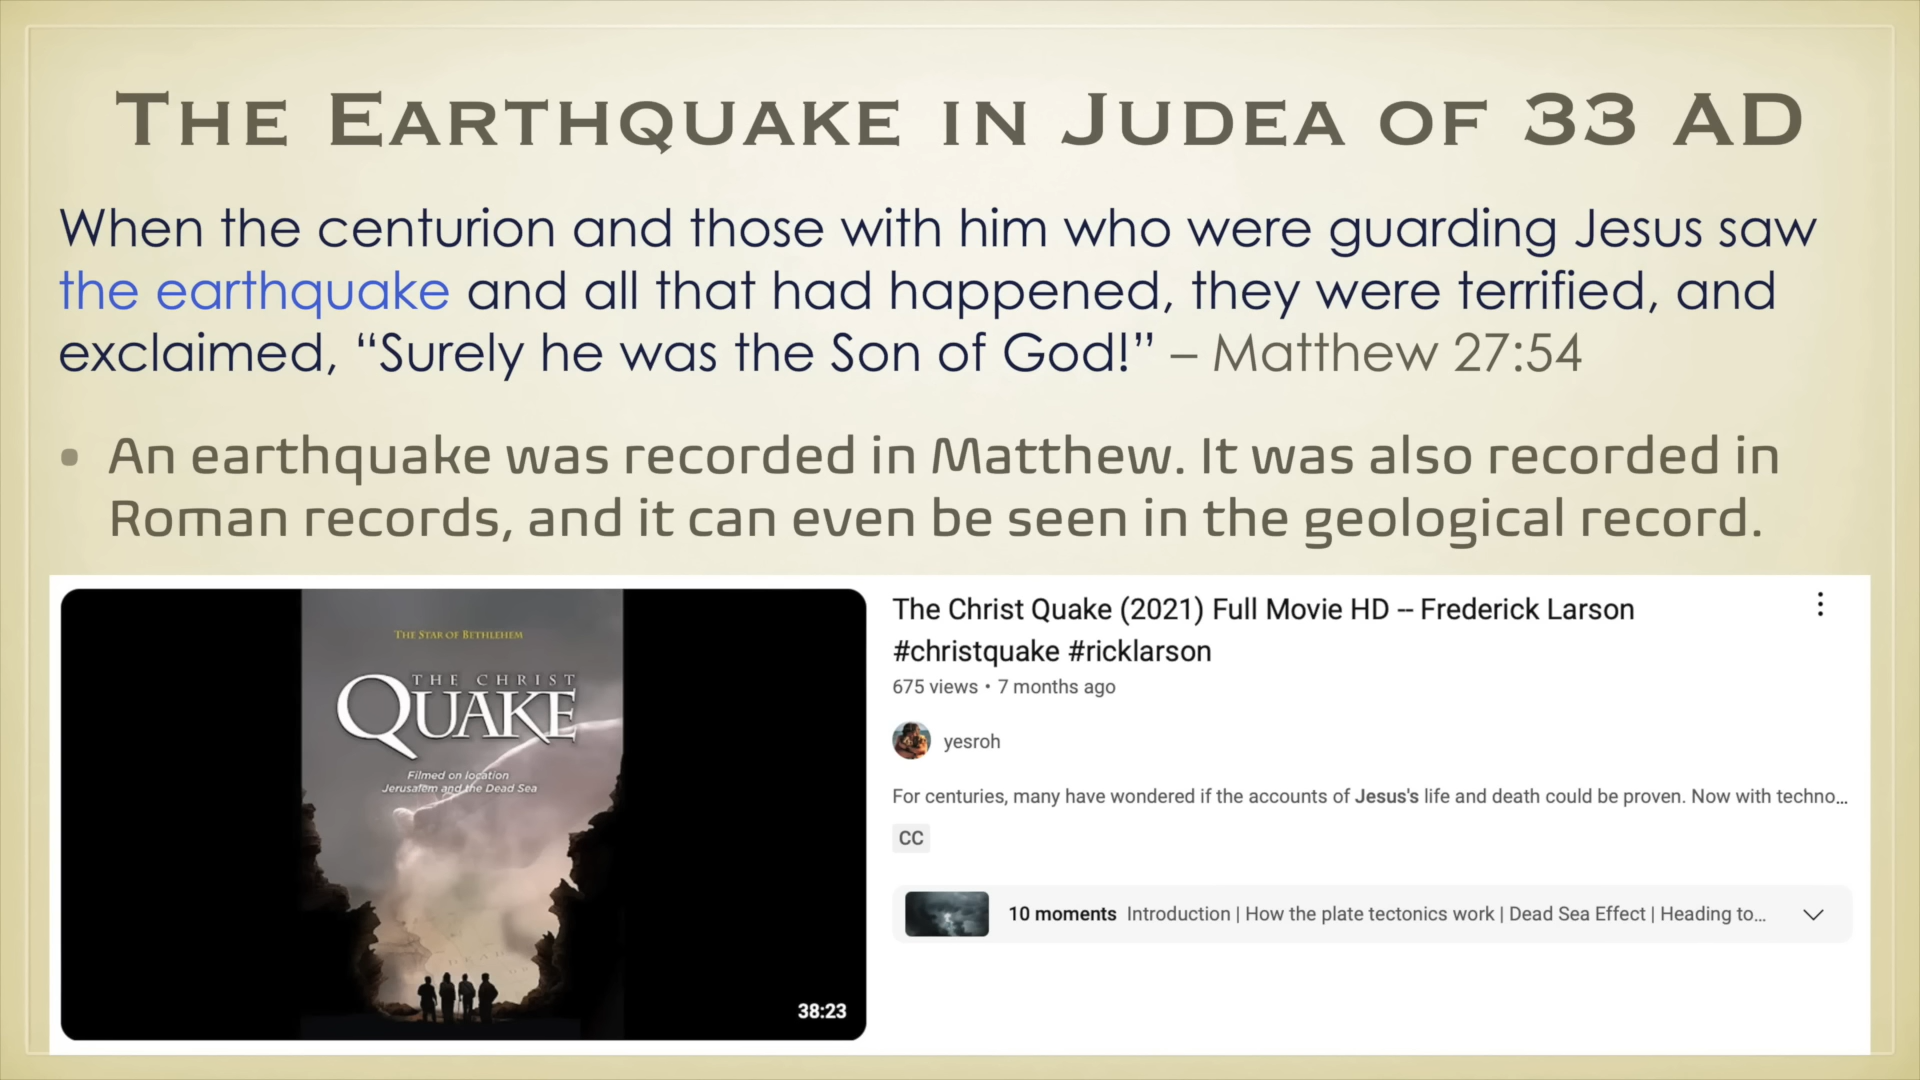 The Earthquake in Judea of 33 AD
When the centurion and those with him who were guarding Jesus saw
the earthquake and all that had happened, they were terrified, and
exclaimed, “Surely he was the Son of God!” – Matthew 27:54
• An earthquake was recorded in Matthew. It was also recorded in
Roman records, and it can even be seen in the geological record.
THE STAR OF BETHLEHEM
THE CHRIST
QUAKE
Filmed on location
Jerusalem and the Dead Sea
38:23
The Christ Quake (2021) Full Movie HD -- Frederick Larson
#christquake #ricklarson
675 views • 7 months ago
yesroh
For centuries, many have wondered if the accounts of Jesus's life and death could be proven. Now with techno...
CC
10 moments Introduction | How the plate tectonics work | Dead Sea Effect | Heading to...